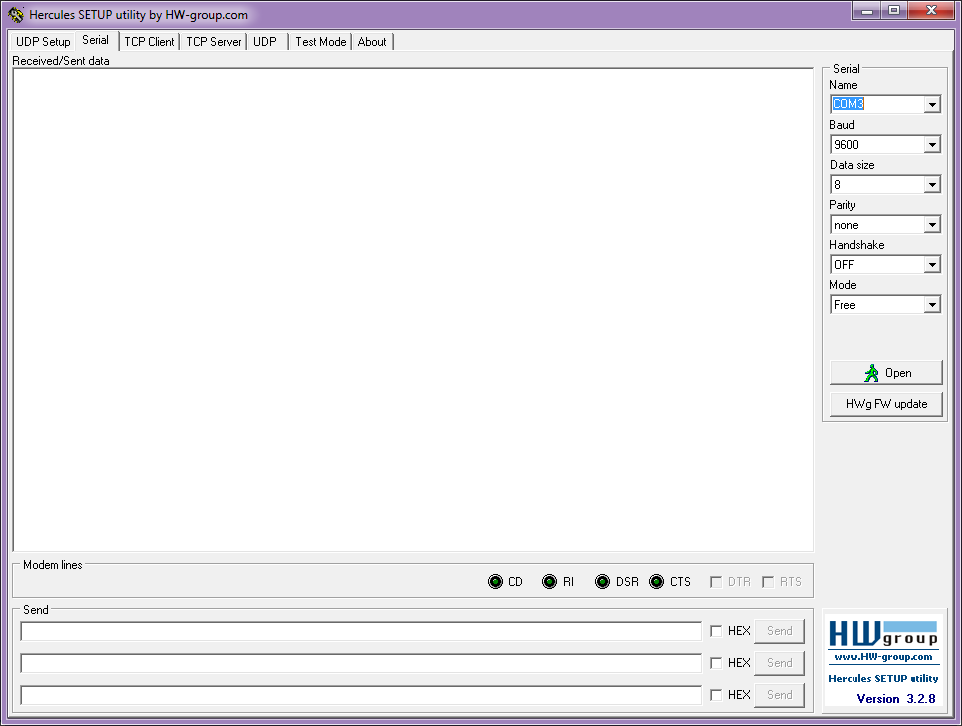 Hercules SETUP utility by HW-group.com
UDP Setup Serial TCP Client TCP Server UDP Test Mode About
Received/Sent data
Serial
Name
COM3
Baud
9600
Data size
8
Parity
none
Handshake
OFF
Mode
Free
Open
HWg FW update
Modem lines
CD RI DSR CTS DTR RTS
Send
HEX Send
HEX Send
HEX Send
HW group
www.HW-group.com
Hercules SETUP utility
Version 3.2.8